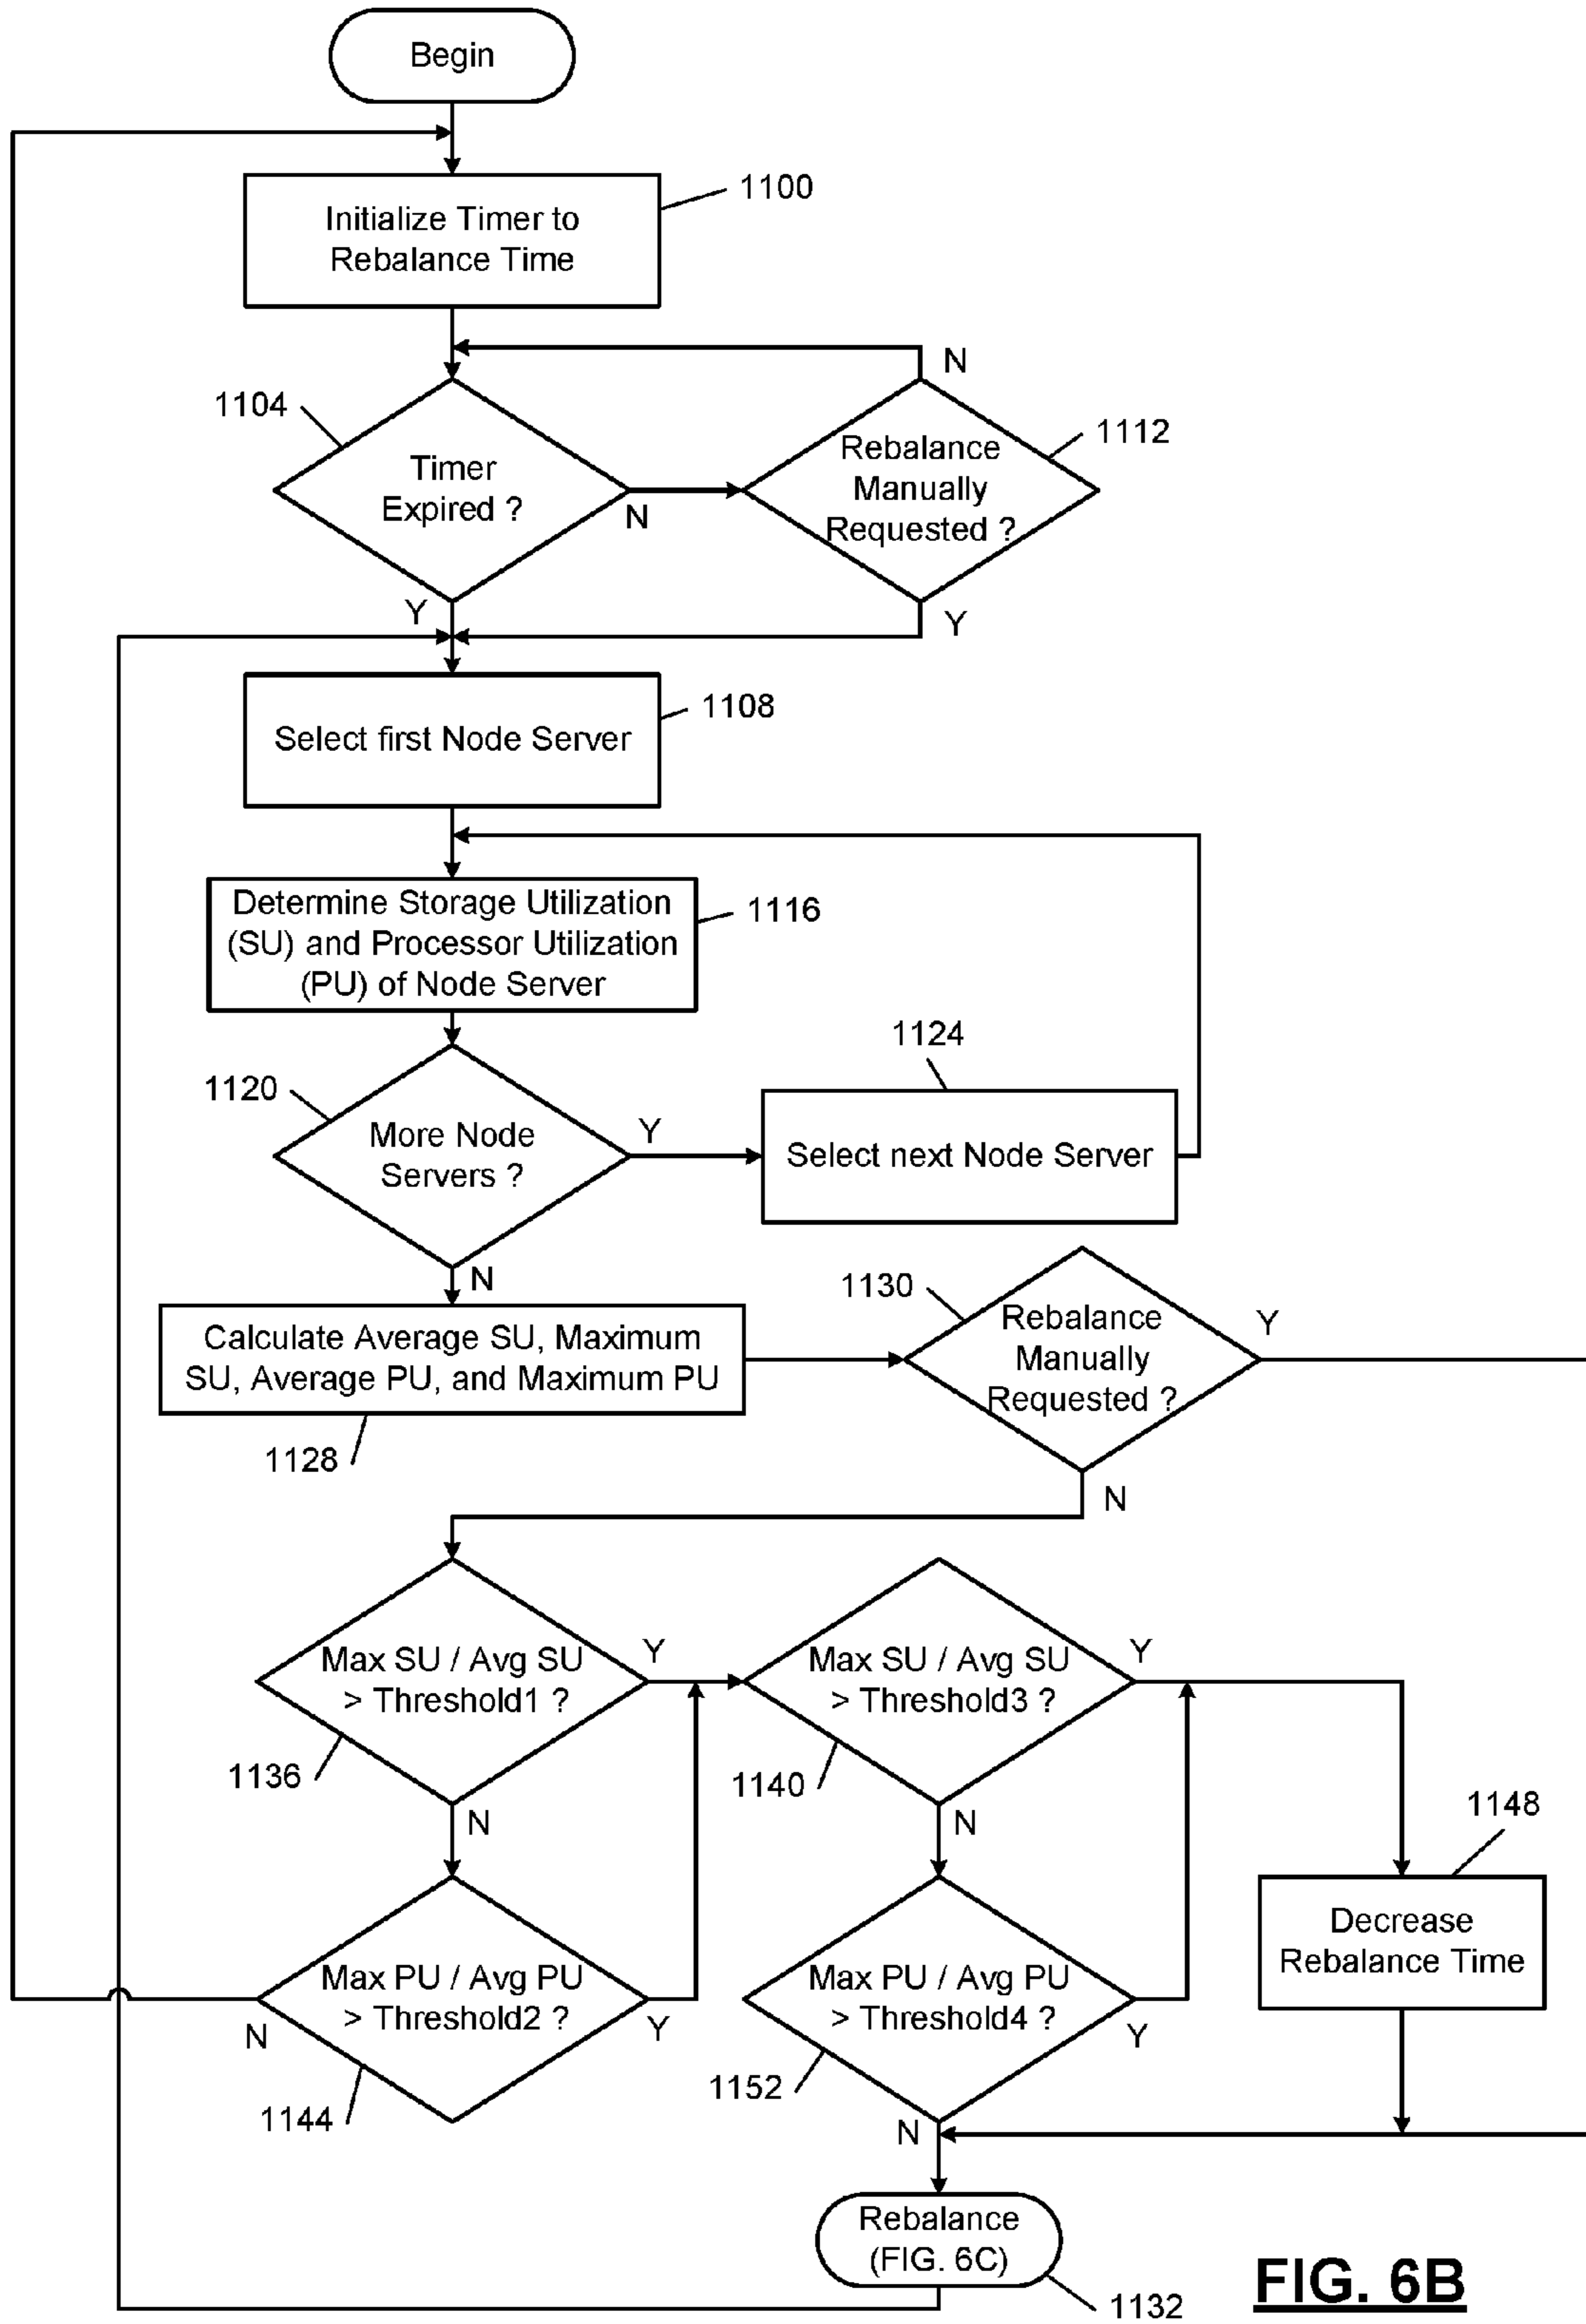 Begin
1100
Initialize Timer to
Rebalance Time
N
1104
1112
Timer
Expired ?
Rebalance
Manually
Requested ?
N
Y
Y
1108
Select first Node Server
Determine Storage Utilization
(SU) and Processor Utilization
(PU) of Node Server
1116
1124
1120
More Node
Servers ?
Y
Select next Node Server
N
1130
Calculate Average SU, Maximum
SU, Average PU, and Maximum PU
Rebalance
Manually
Requested ?
Y
1128
N
Max SU / Avg SU
> Threshold1 ?
Y
Max SU / Avg SU
> Threshold3 ?
Y
1136
1140
N
N
1148
Decrease
Rebalance Time
Max PU / Avg PU
> Threshold2 ?
Max PU / Avg PU
> Threshold4 ?
N
Y
Y
1144
1152
N
Rebalance
(FIG. 6C)
1132
FIG. 6B